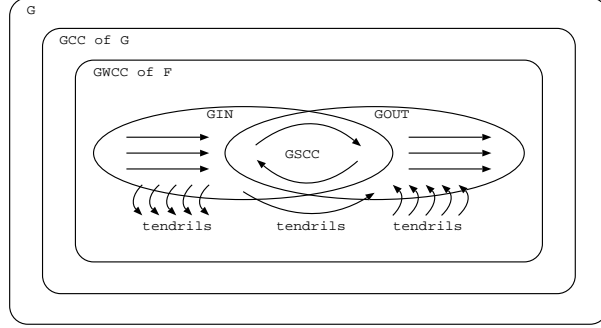 G
GCC of G
GWCC of F
GIN
GOUT
GSCC
tendrils
tendrils
tendrils